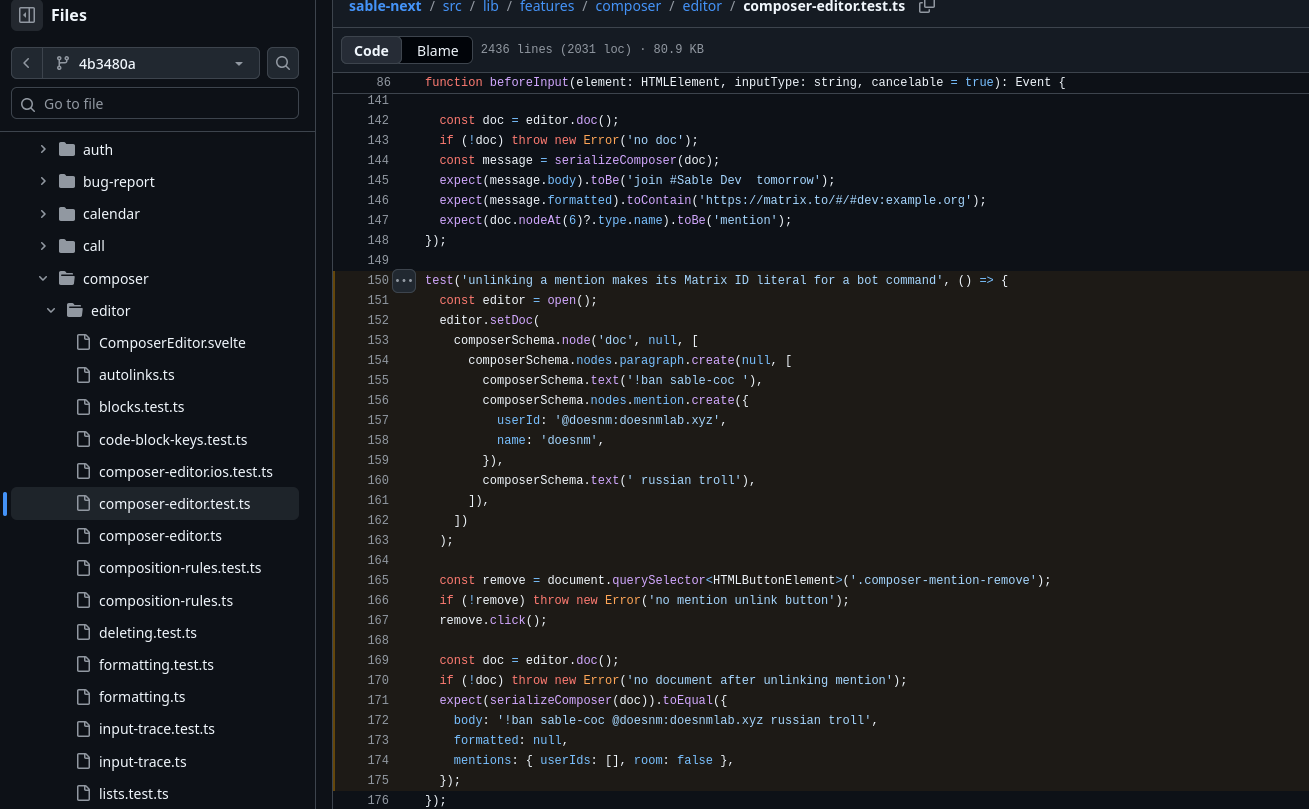 Files
4b3480a
Go to file
auth
bug-report
calendar
call
composer
editor
ComposerEditor.svelte
autolinks.ts
blocks.test.ts
code-block-keys.test.ts
composer-editor.ios.test.ts
composer-editor.test.ts
composer-editor.ts
composition-rules.test.ts
composition-rules.ts
deleting.test.ts
formatting.test.ts
formatting.ts
input-trace.test.ts
input-trace.ts
lists.test.ts
sable-next / src / lib / features / composer / editor / composer-editor.test.ts
Code Blame 2436 lines (2031 loc) · 80.9 KB
86 function beforeInput(element: HTMLElement, inputType: string, cancelable = true): Event {
141
142 const doc = editor.doc();
143 if (!doc) throw new Error('no doc');
144 const message = serializeComposer(doc);
145 expect(message.body).toBe('join #Sable Dev  tomorrow');
146 expect(message.formatted).toContain('https://matrix.to/#/#dev:example.org');
147 expect(doc.nodeAt(6)?.type.name).toBe('mention');
148 });
149
150 test('unlinking a mention makes its Matrix ID literal for a bot command', () => {
151 const editor = open();
152 editor.setDoc(
153 composerSchema.node('doc', null, [
154 composerSchema.nodes.paragraph.create(null, [
155 composerSchema.text('!ban sable-coc '),
156 composerSchema.nodes.mention.create({
157 userId: '@doesnm:doesnmlab.xyz',
158 name: 'doesnm',
159 }),
160 composerSchema.text(' russian troll'),
161 ]),
162 ])
163 );
164
165 const remove = document.querySelector<HTMLButtonElement>('.composer-mention-remove');
166 if (!remove) throw new Error('no mention unlink button');
167 remove.click();
168
169 const doc = editor.doc();
170 if (!doc) throw new Error('no document after unlinking mention');
171 expect(serializeComposer(doc)).toEqual({
172 body: '!ban sable-coc @doesnm:doesnmlab.xyz russian troll',
173 formatted: null,
174 mentions: { userIds: [], room: false },
175 });
176 });